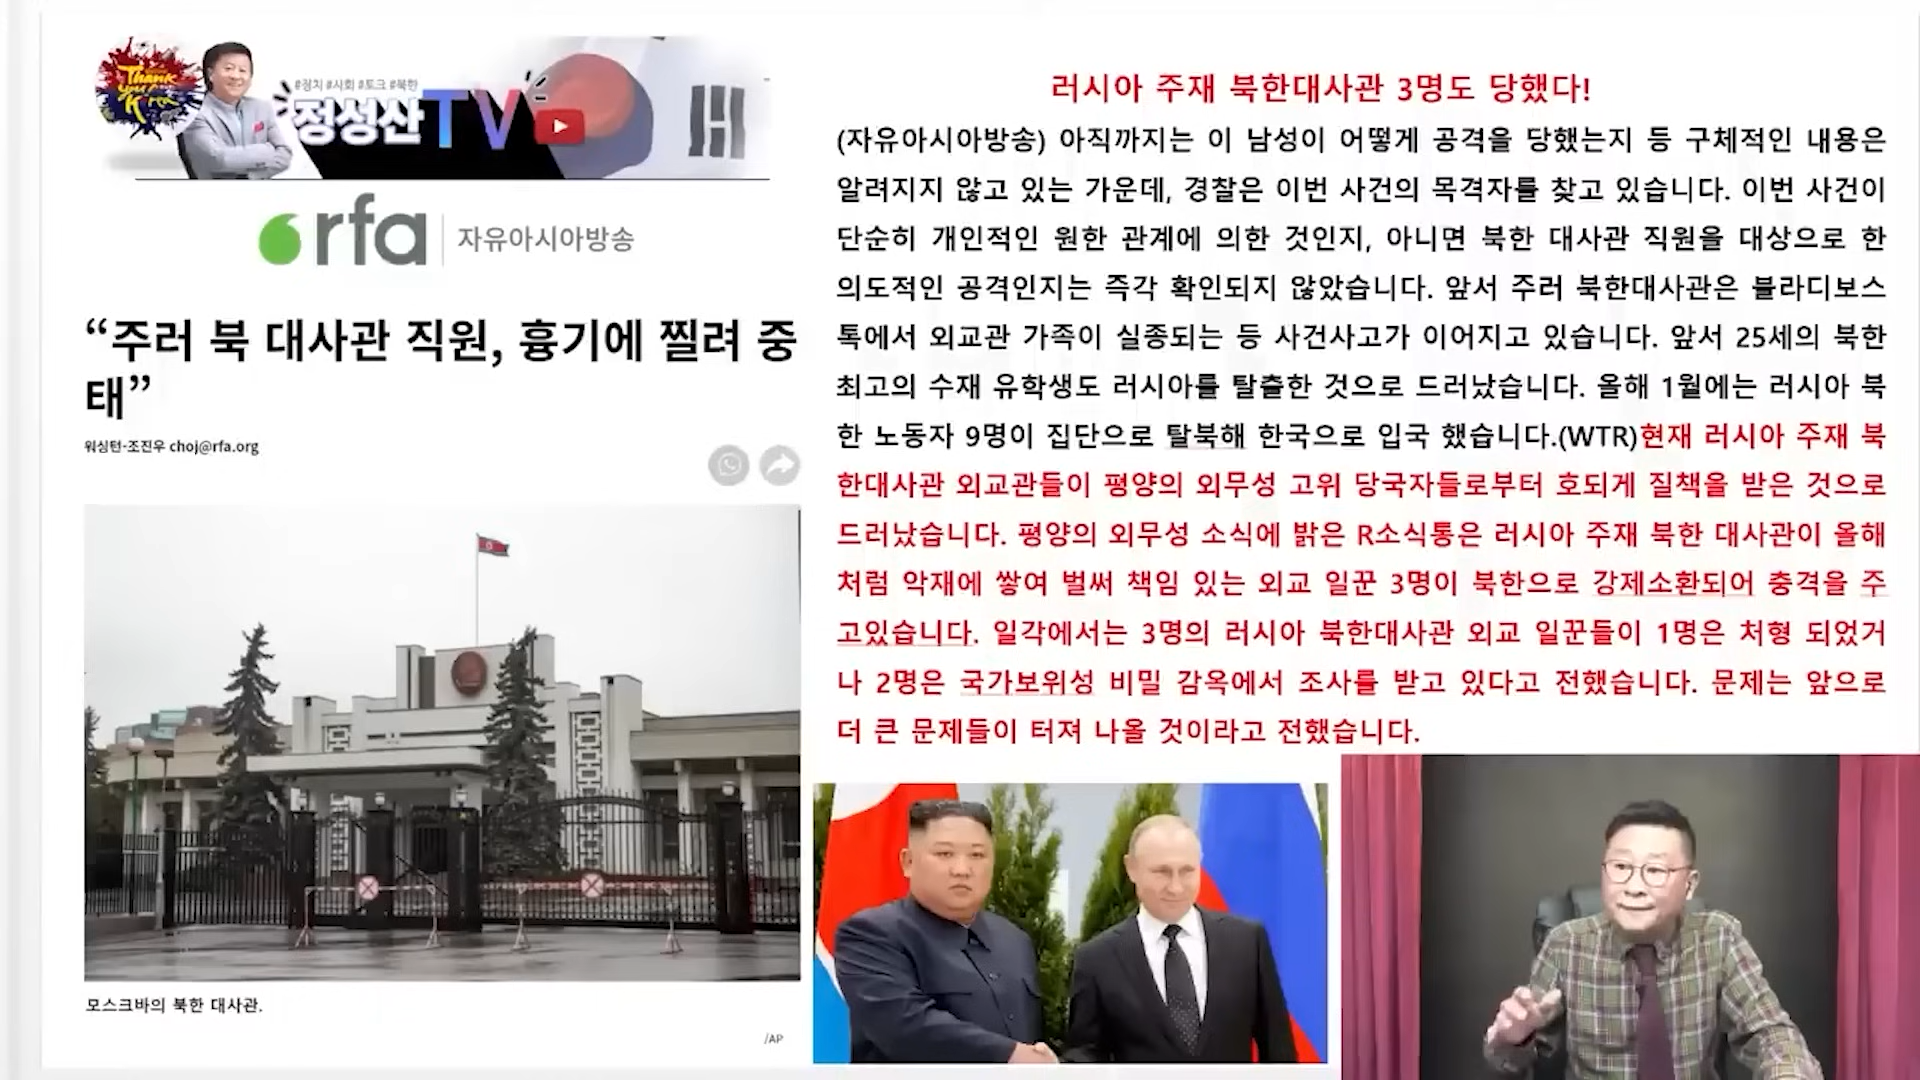 Thank you Korea
#정치 #사회 #토크 #북한
정성산TV
rfa 자유아시아방송
“주러 북 대사관 직원, 흉기에 찔려 중
태”
워싱턴-조진우 choj@rfa.org
모스크바의 북한 대사관.
/AP
러시아 주재 북한대사관 3명도 당했다!
(자유아시아방송) 아직까지는 이 남성이 어떻게 공격을 당했는지 등 구체적인 내용은
알려지지 않고 있는 가운데, 경찰은 이번 사건의 목격자를 찾고 있습니다. 이번 사건이
단순히 개인적인 원한 관계에 의한 것인지, 아니면 북한 대사관 직원을 대상으로 한
의도적인 공격인지는 즉각 확인되지 않았습니다. 앞서 주러 북한대사관은 블라디보스
톡에서 외교관 가족이 실종되는 등 사건사고가 이어지고 있습니다. 앞서 25세의 북한
최고의 수재 유학생도 러시아를 탈출한 것으로 드러났습니다. 올해 1월에는 러시아 북
한 노동자 9명이 집단으로 탈북해 한국으로 입국 했습니다.(WTR)현재 러시아 주재 북
한대사관 외교관들이 평양의 외무성 고위 당국자들로부터 호되게 질책을 받은 것으로
드러났습니다. 평양의 외무성 소식에 밝은 R소식통은 러시아 주재 북한 대사관이 올해
처럼 악재에 쌓여 벌써 책임 있는 외교 일꾼 3명이 북한으로 강제소환되어 충격을 주
고있습니다. 일각에서는 3명의 러시아 북한대사관 외교 일꾼들이 1명은 처형 되었거
나 2명은 국가보위성 비밀 감옥에서 조사를 받고 있다고 전했습니다. 문제는 앞으로
더 큰 문제들이 터져 나올 것이라고 전했습니다.